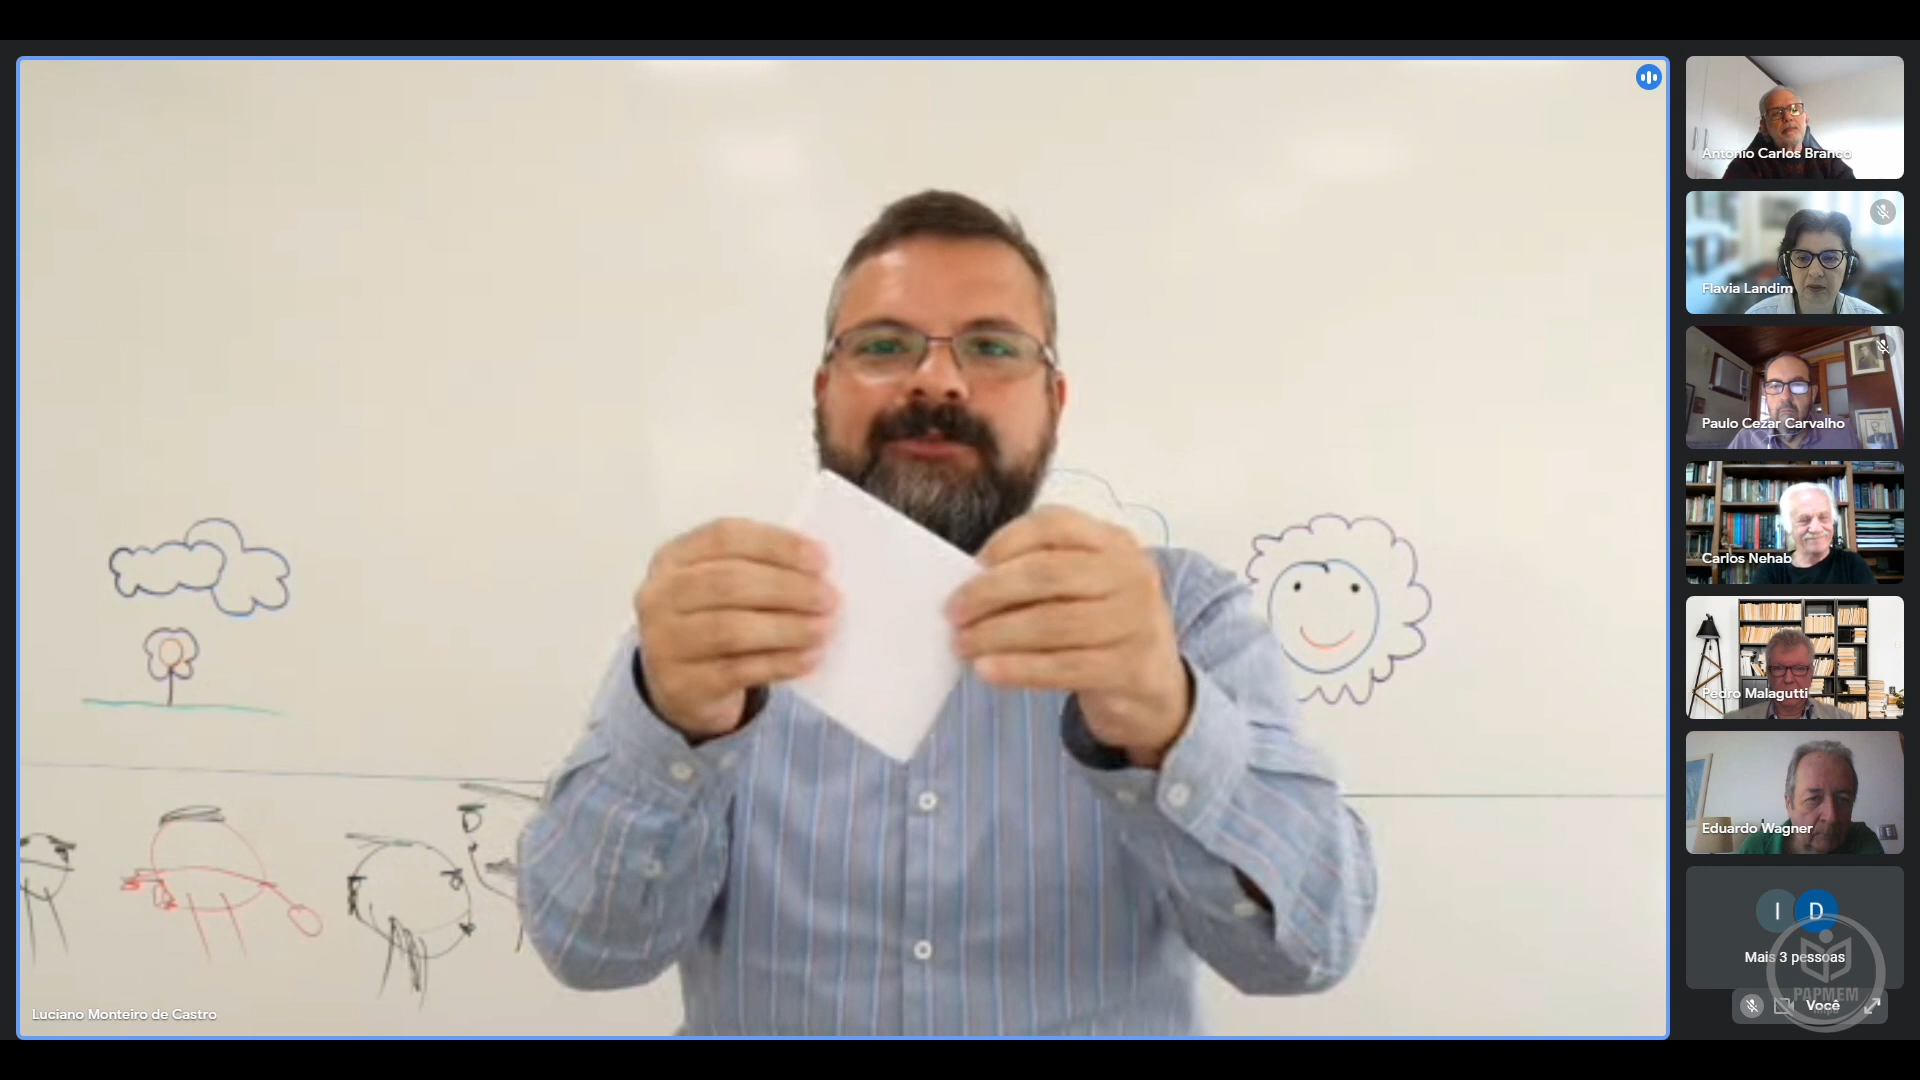 Antonio Carlos Branco
Flavia Landim
Paulo Cezar Carvalho
Carlos Nehab
Pedro Malagutti
Eduardo Wagner
I D
Mais 3 pessoas
PAPMEM
Você
Luciano Monteiro de Castro
D